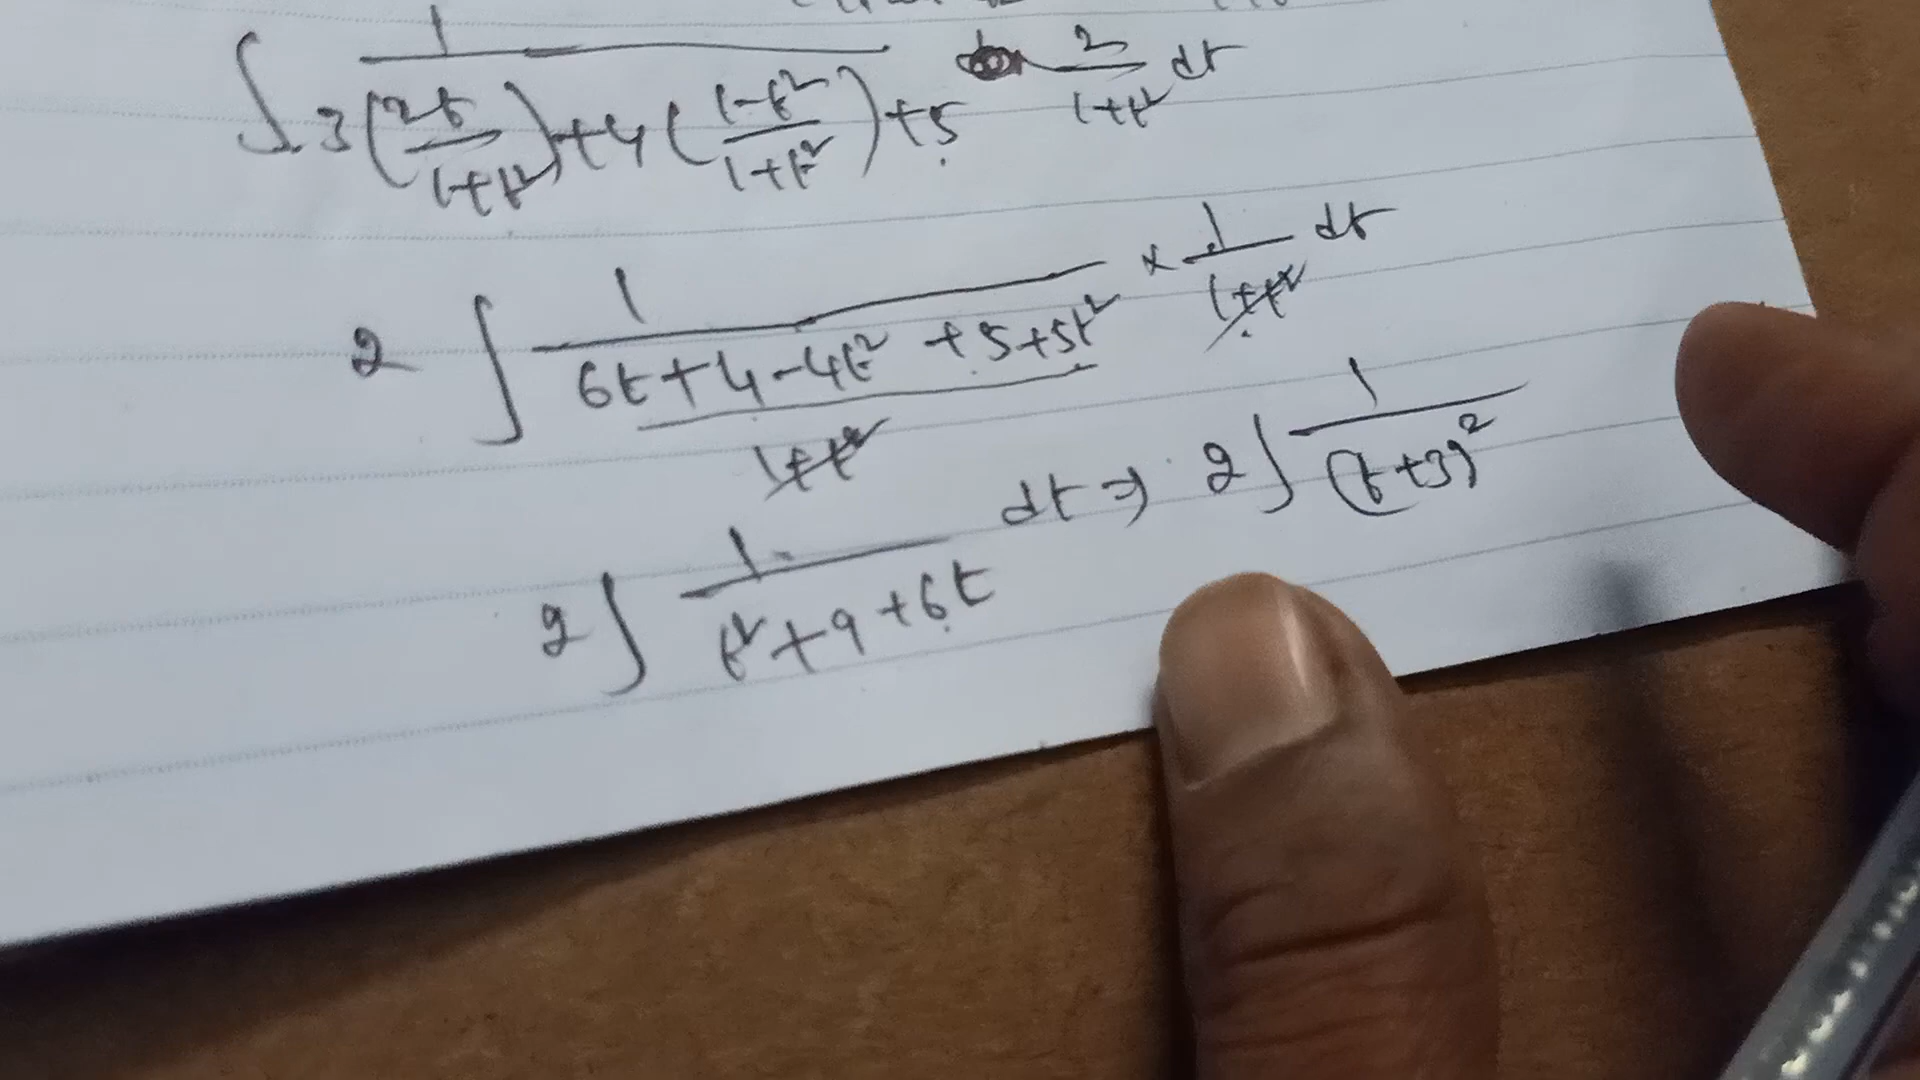 ∫ 1/(3(2t/(1+t²))+4((1-t²)/(1+t²))+5) 2/(1+t²) dt
2 ∫ 1/((6t+4-4t²+5+5t²)/(1+t²)) × 1/(1+t²) dt
2∫ 1/(t²+9+6t) dt ⇒ 2∫ 1/(t+3)²